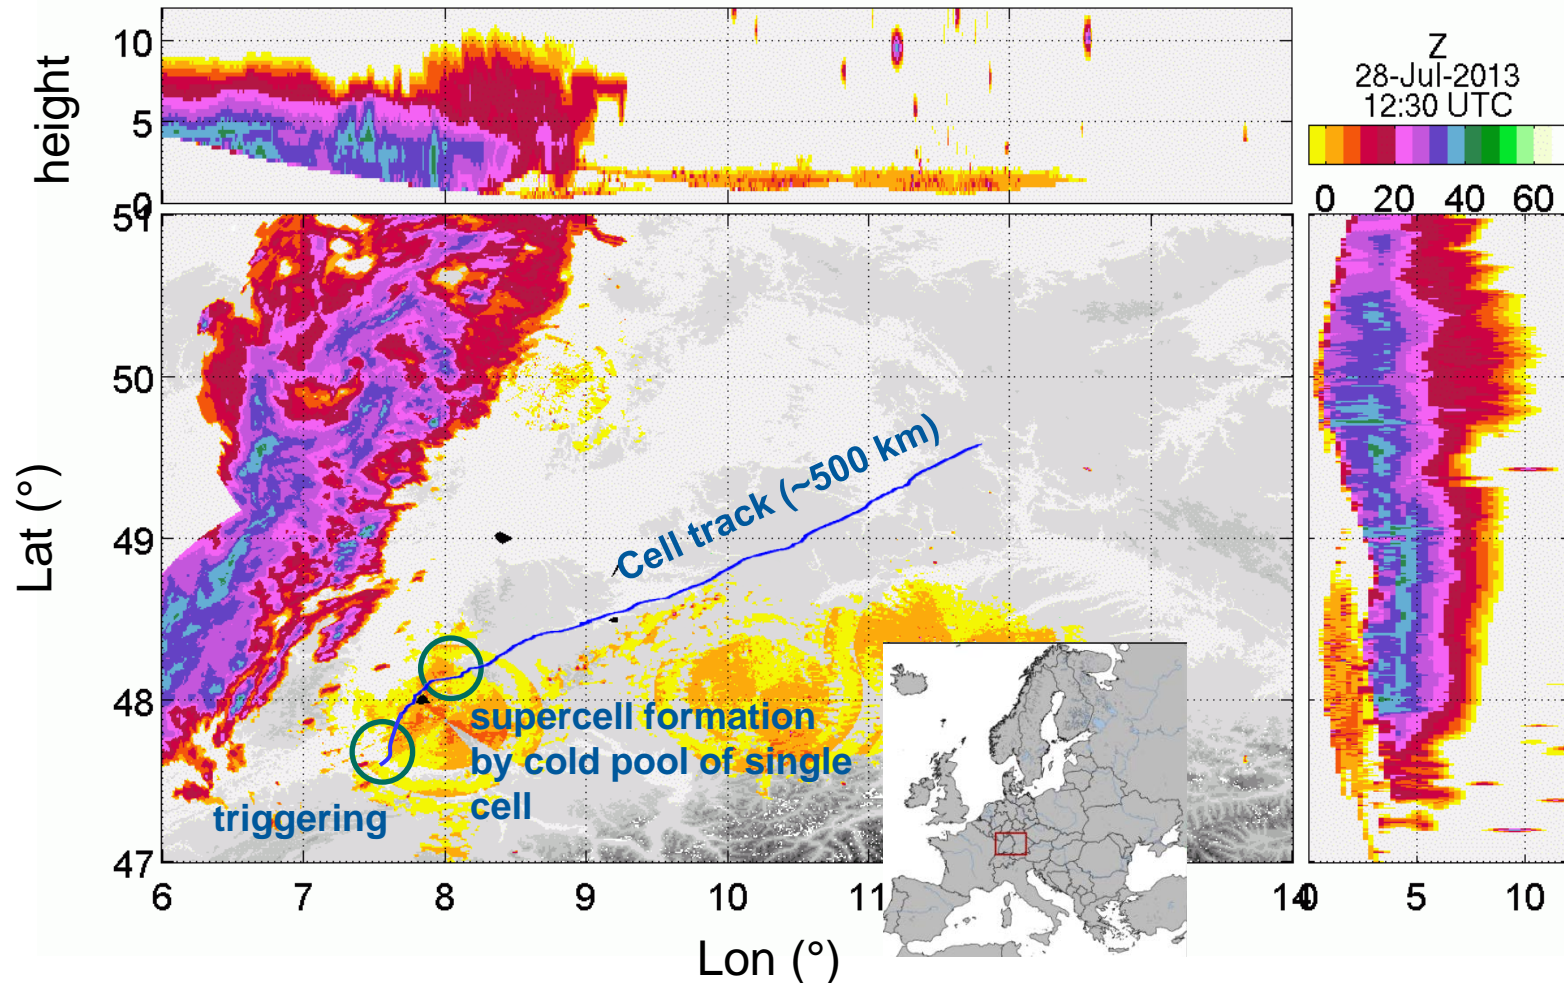 height
10
5
0
Z
28-Jul-2013
12:30 UTC
0 20 40 60
51
50
49
48
47
Lat (°)
Cell track (~500 km)
supercell formation
by cold pool of single
cell
triggering
6 7 8 9 10 11 14
0 5 10
Lon (°)